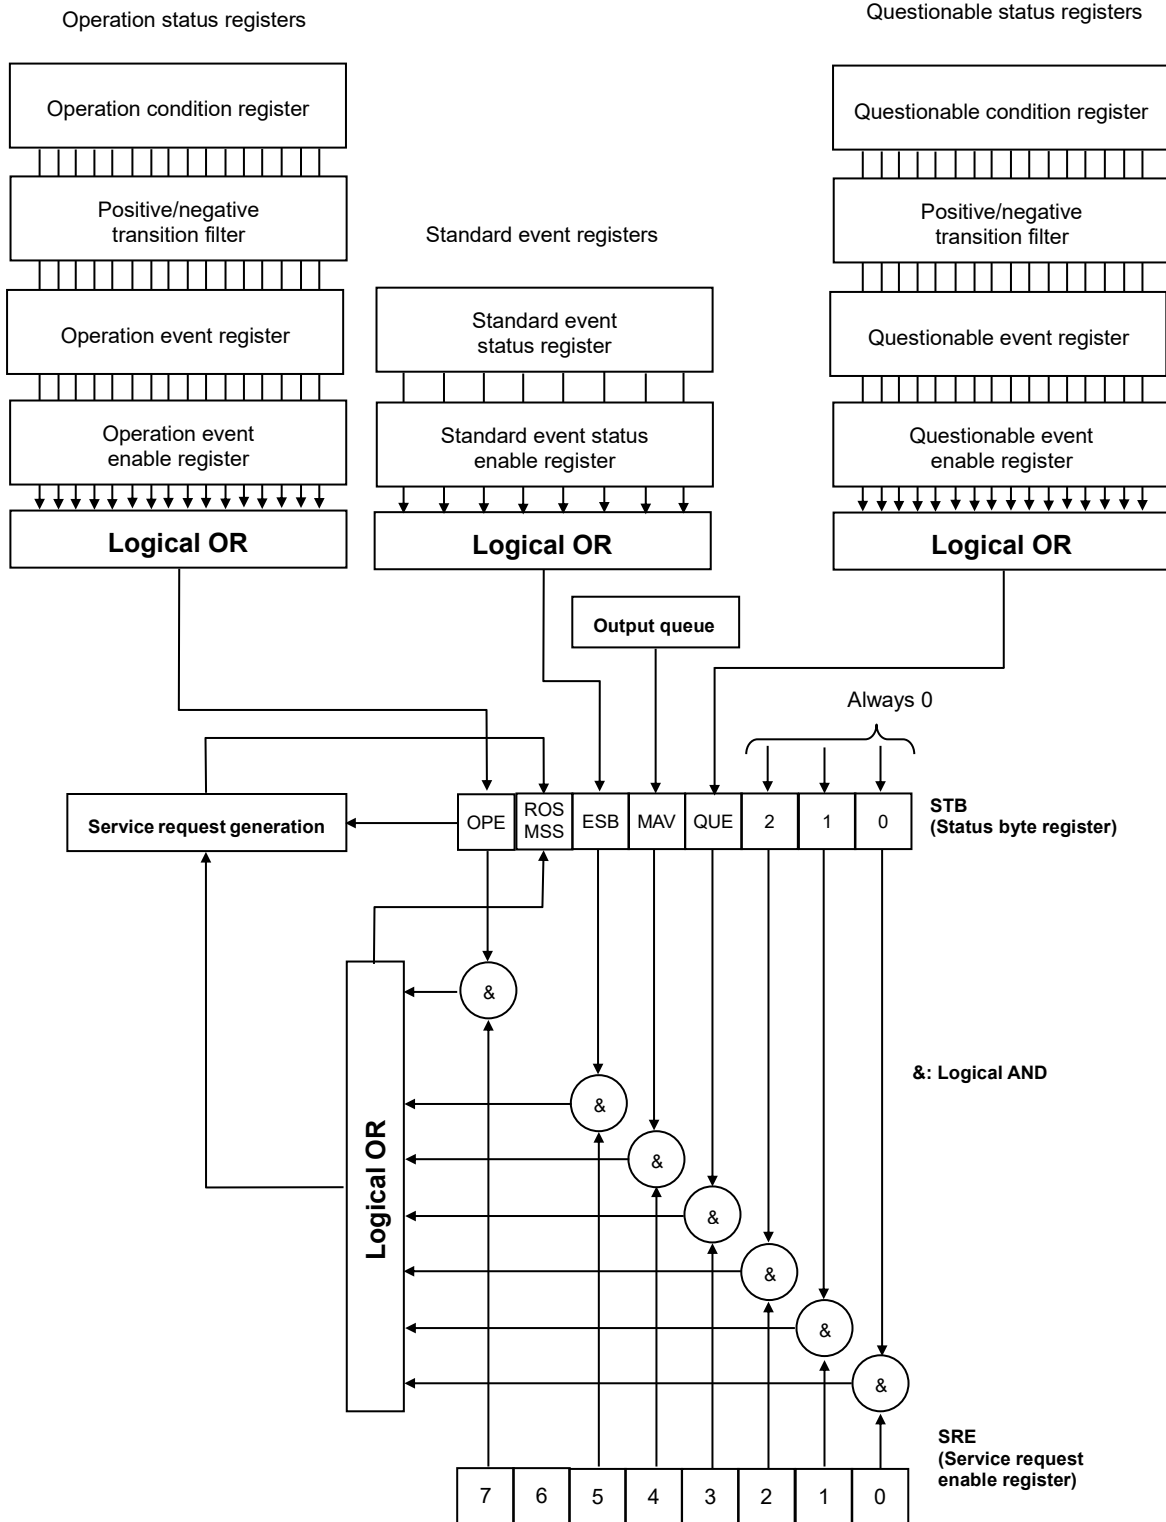 Operation status registers
Questionable status registers
Operation condition register
Questionable condition register
Positive/negative
transition filter
Positive/negative
transition filter
Standard event registers
Operation event register
Standard event
status register
Questionable event register
Operation event
enable register
Standard event status
enable register
Questionable event
enable register
Logical OR
Logical OR
Logical OR
Output queue
Always 0
Service request generation
OPE
ROS
MSS
ESB
MAV
QUE
2
1
0
STB
(Status byte register)
&
&: Logical AND
&
&
&
&
&
&
Logical OR
SRE
(Service request
enable register)
7
6
5
4
3
2
1
0